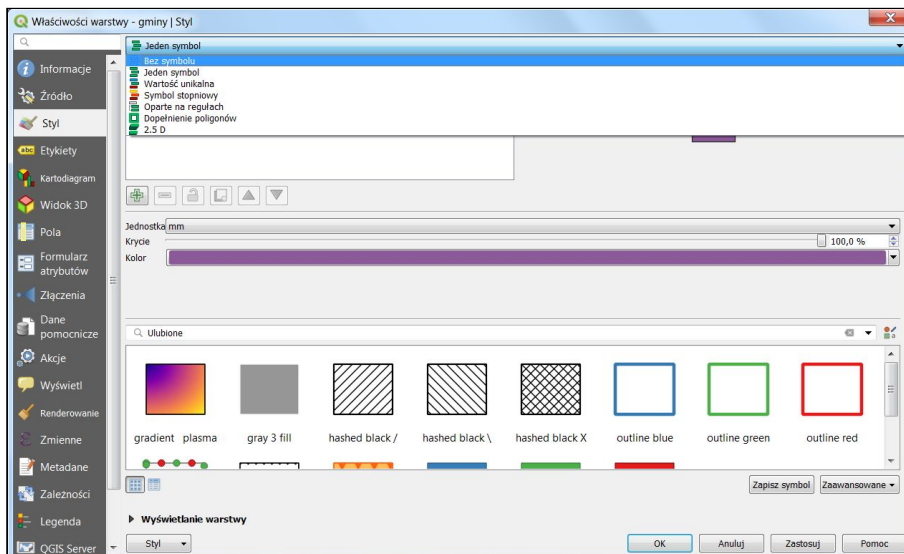 Właściwości warstwy - gminy | Styl
Jeden symbol
Bez symbolu
Jeden symbol
Wartość unikalna
Symbol stopniowy
Oparte na regułach
Dopełnienie poligonów
2.5 D
Informacje
Źródło
Styl
abc Etykiety
Kartodiagram
Widok 3D
Pola
Formularz
atrybutów
Złączenia
Dane
pomocnicze
Akcje
Wyświetl
Renderowanie
Zmienne
Metadane
Zależności
Legenda
QGIS Server
Jednostka mm
Krycie 100,0 %
Kolor
Ulubione
gradient plasma
gray 3 fill
hashed black /
hashed black \
hashed black X
outline blue
outline green
outline red
Zapisz symbol
Zaawansowane
Wyświetlanie warstwy
Styl
OK
Anuluj
Zastosuj
Pomoc